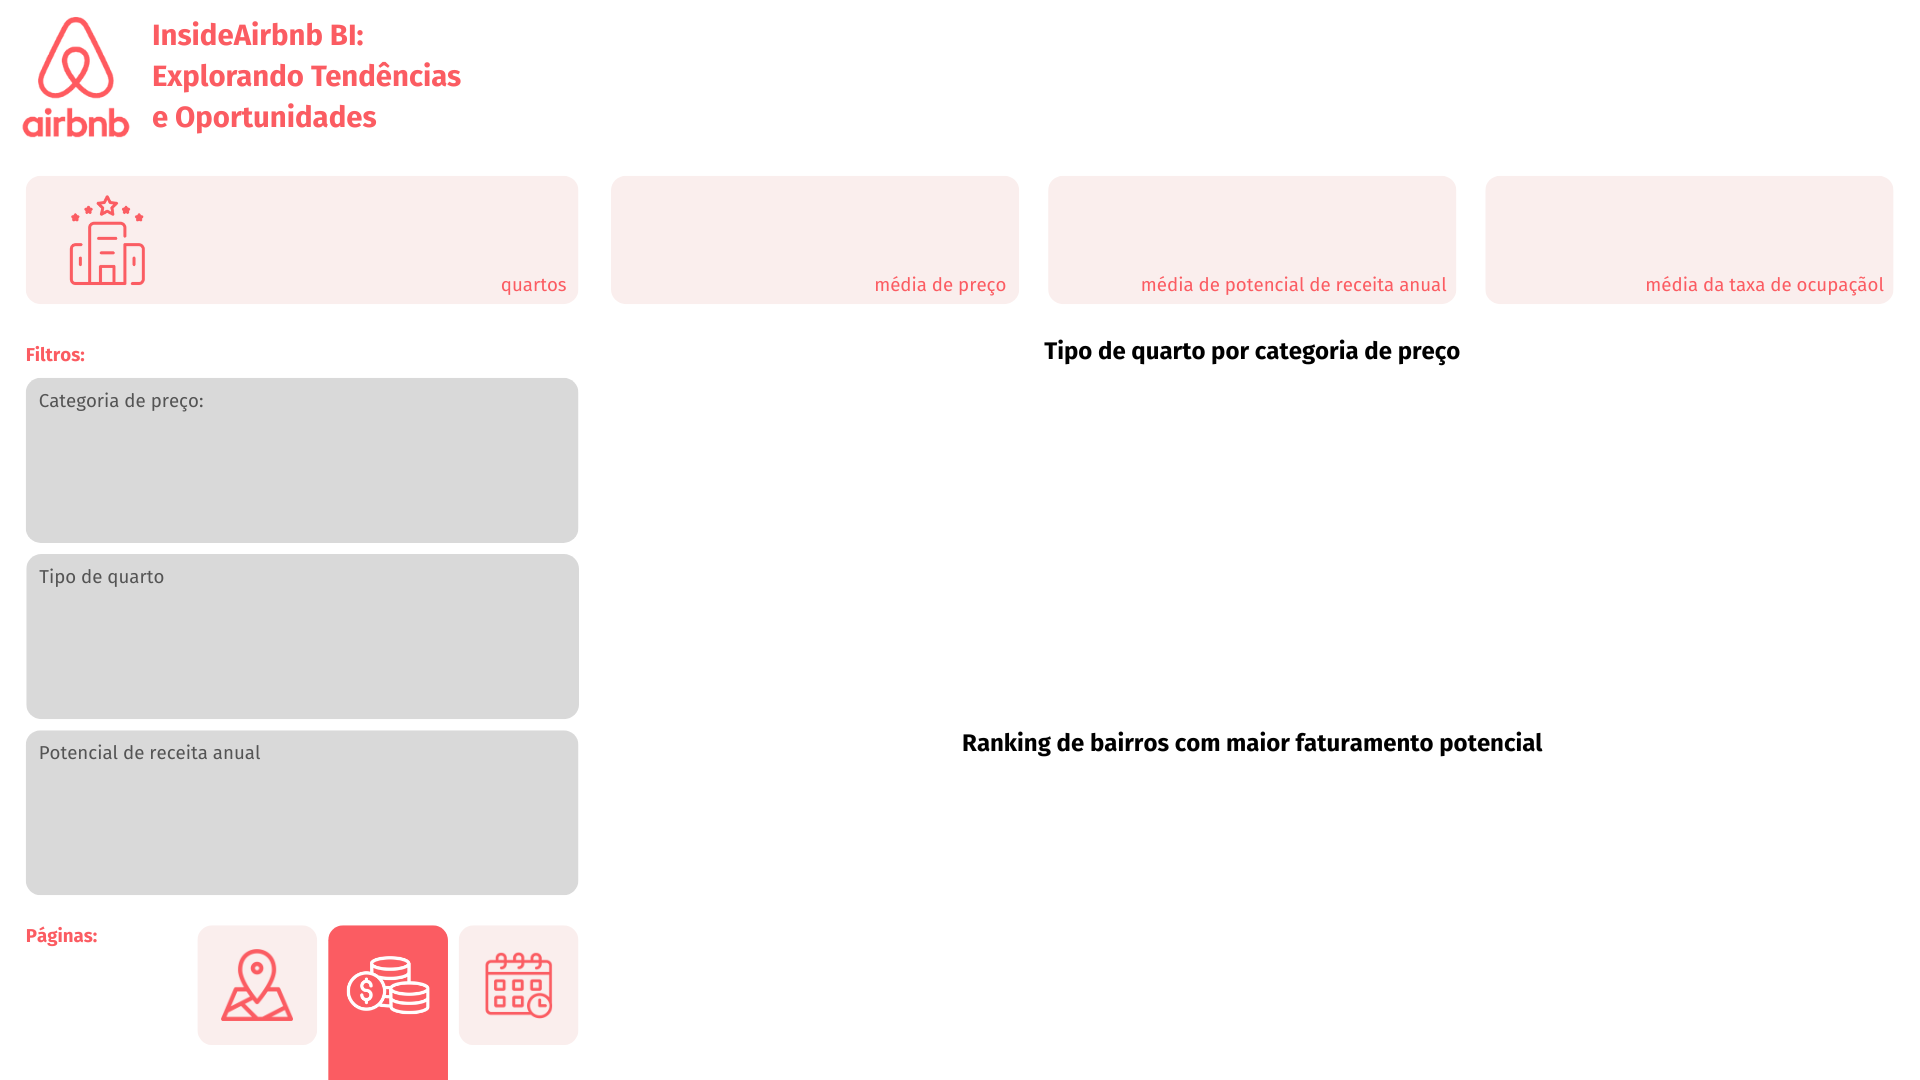 airbnb
InsideAirbnb BI:
Explorando Tendências
e Oportunidades
quartos
média de preço
média de potencial de receita anual
média da taxa de ocupaçãol
Filtros:
Categoria de preço:
Tipo de quarto
Potencial de receita anual
Tipo de quarto por categoria de preço
Ranking de bairros com maior faturamento potencial
Páginas:
$